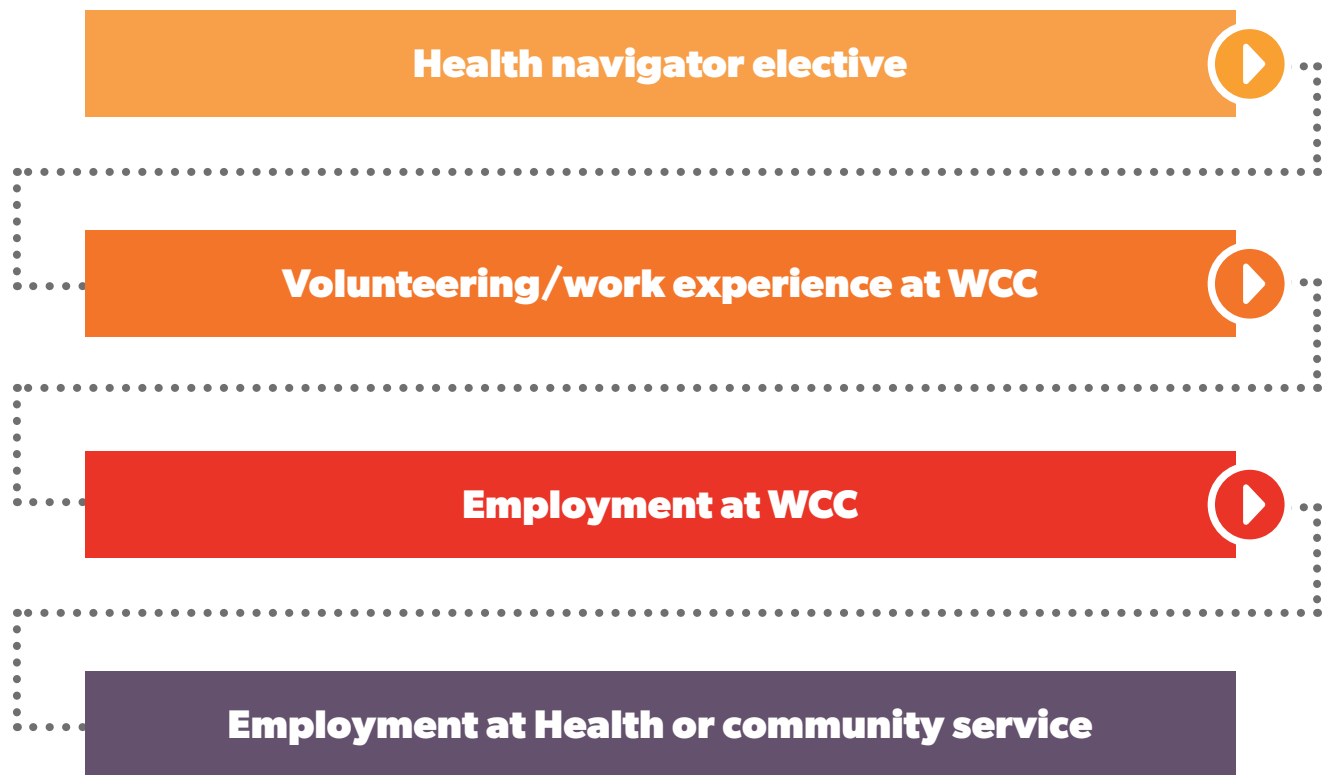 Health navigator elective
Volunteering/work experience at WCC
Employment at WCC
Employment at Health or community service